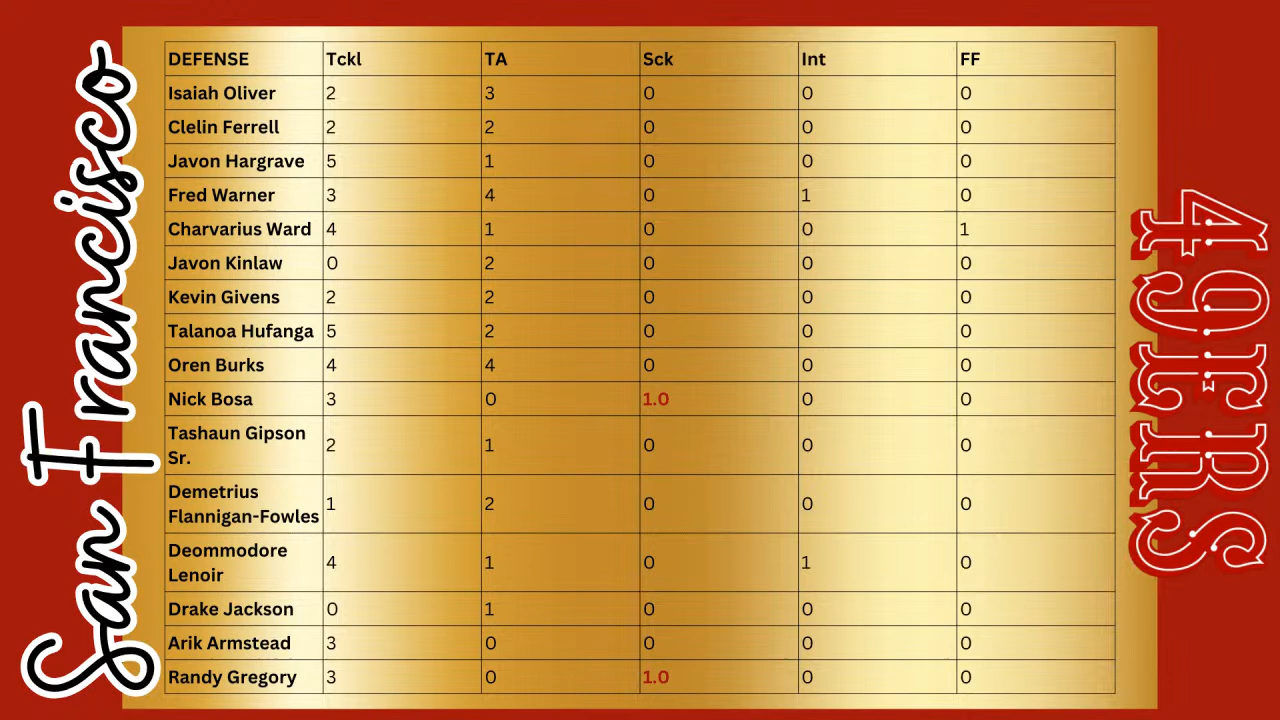 San Francisco
DEFENSE Tckl TA Sck Int FF
Isaiah Oliver 2 3 0 0 0
Clelin Ferrell 2 2 0 0 0
Javon Hargrave 5 1 0 0 0
Fred Warner 3 4 0 1 0
Charvarius Ward 4 1 0 0 1
Javon Kinlaw 0 2 0 0 0
Kevin Givens 2 2 0 0 0
Talanoa Hufanga 5 2 0 0 0
Oren Burks 4 4 0 0 0
Nick Bosa 3 0 1.0 0 0
Tashaun Gipson
Sr. 2 1 0 0 0
Demetrius
Flannigan-Fowles 1 2 0 0 0
Deommodore
Lenoir 4 1 0 1 0
Drake Jackson 0 1 0 0 0
Arik Armstead 3 0 0 0 0
Randy Gregory 3 0 1.0 0 0
49ERS